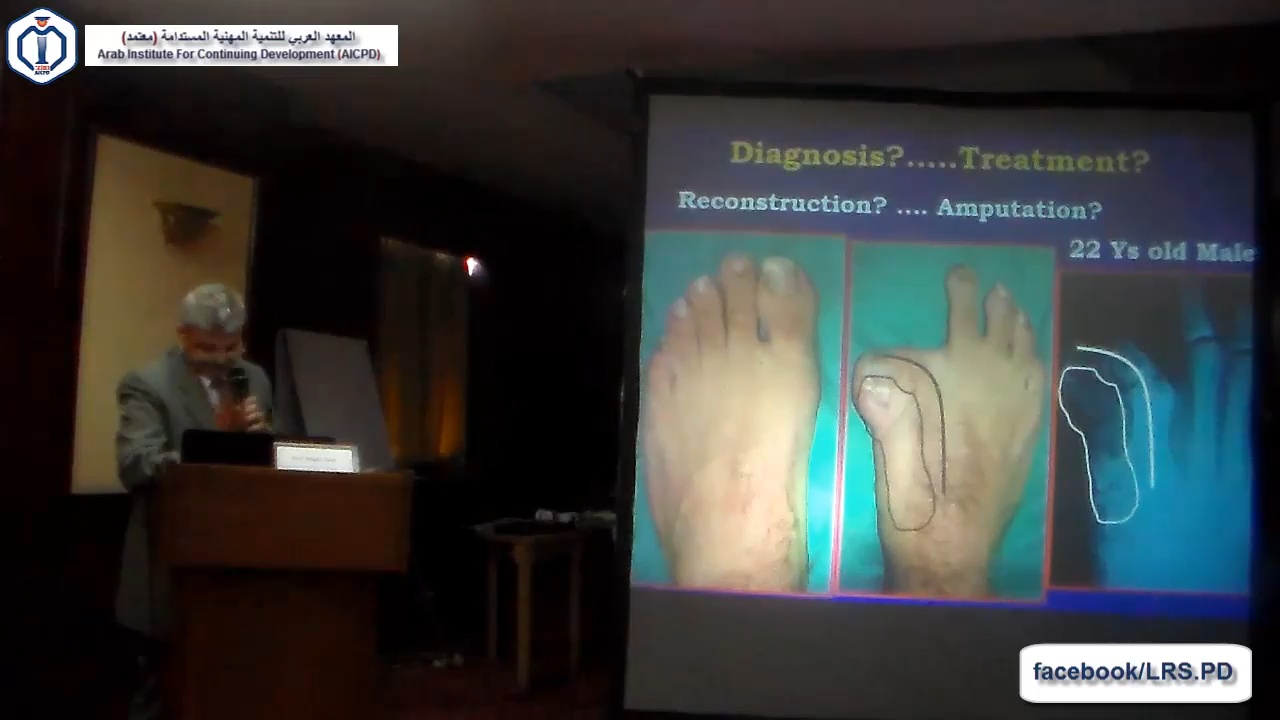 المعهد العربي للتنمية المهنية المستدامة (معتمد)
Arab Institute For Continuing Development (AICPD)
AICPD
Diagnosis?.....Treatment?
Reconstruction? .... Amputation?
22 Ys old Male
facebook/LRS.PD